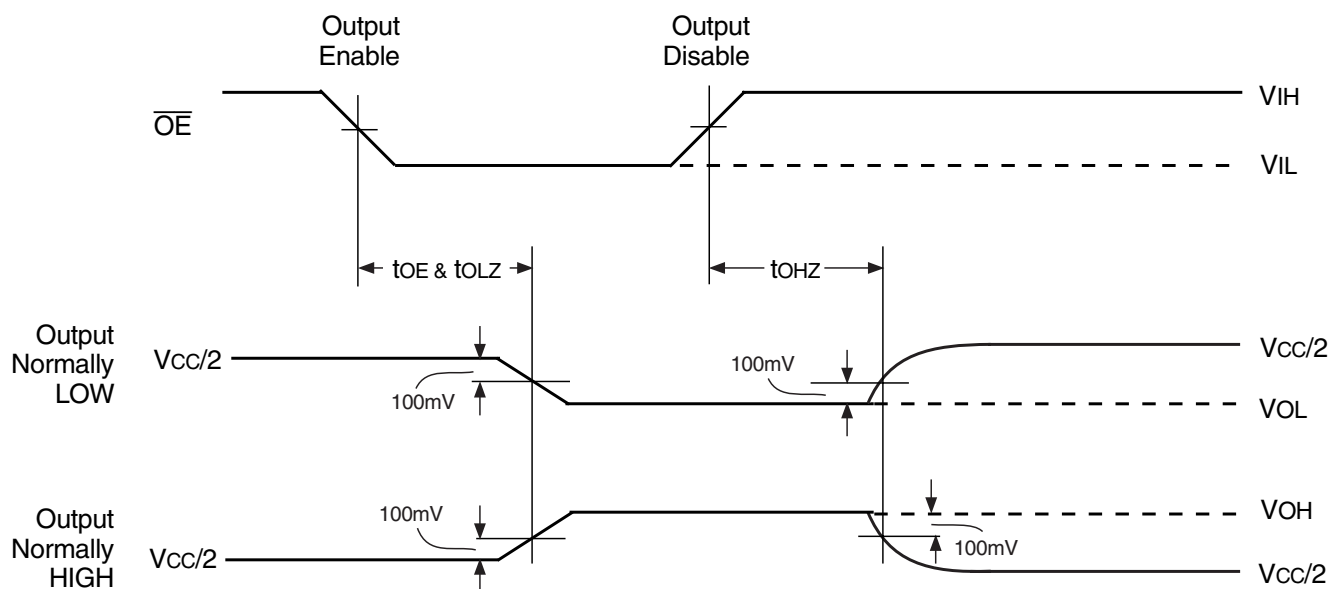 Output
Enable
Output
Disable
OE
VIH
VIL
tOE & tOLZ
tOHZ
Output
Normally
LOW
VCC/2
100mV
100mV
VCC/2
VOL
Output
Normally
HIGH
100mV
VCC/2
VOH
100mV
VCC/2